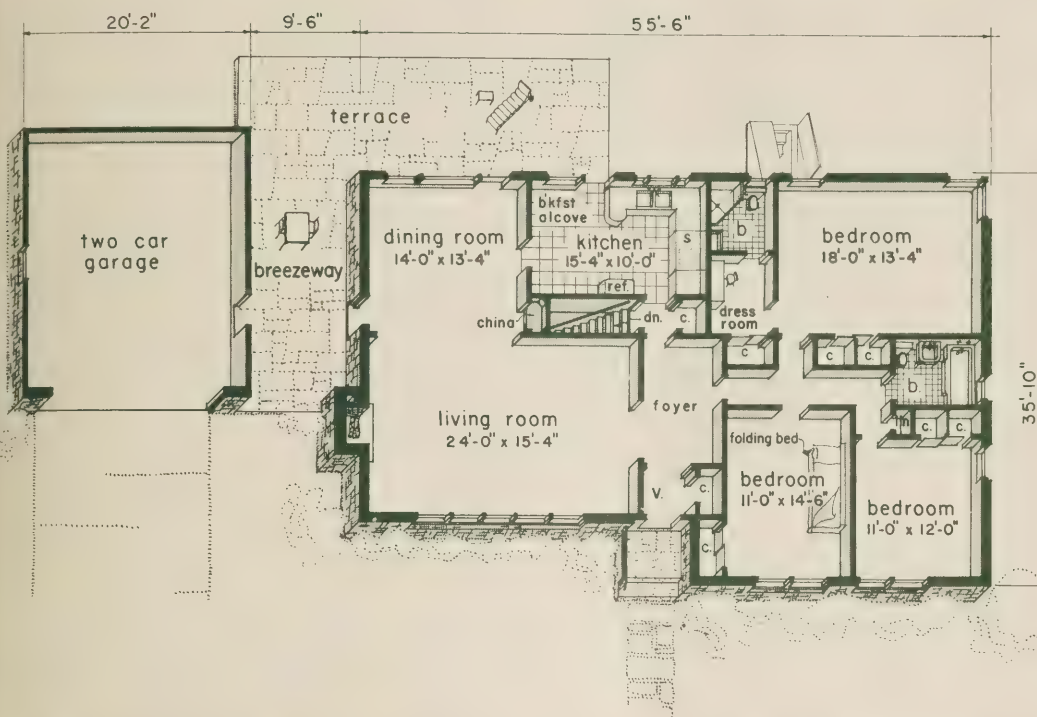 20'-2"
9'-6"
55'-6"
terrace
two car
garage
breezeway
dining room
14'-0" x 13'-4"
bkfst
alcove
kitchen
15'-4" x 10'-0"
s
ref.
china
dn.
c.
b
dress
room
bedroom
18'-0" x 13'-4"
c
c
c
b.
35'-10"
living room
24'-0" x 15'-4"
foyer
V.
c.
c.
folding bed
bedroom
11'-0" x 14'-6"
c.
c.
bedroom
11'-0" x 12'-0"